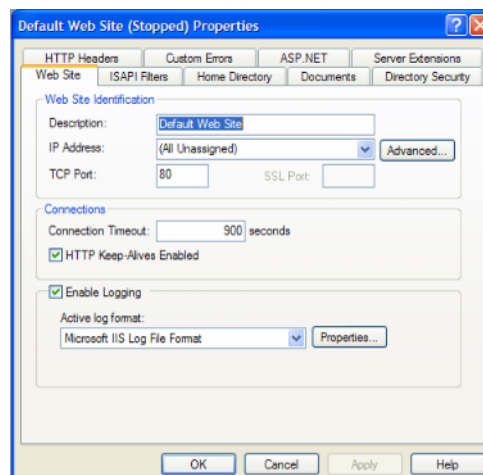 Default Web Site (Stopped) Properties
HTTP Headers Custom Errors ASP.NET Server Extensions
Web Site ISAPI Filters Home Directory Documents Directory Security
Web Site Identification
Description: Default Web Site
IP Address: (All Unassigned) Advanced...
TCP Port: 80 SSL Port:
Connections
Connection Timeout: 900 seconds
HTTP Keep-Alives Enabled
Enable Logging
Active log format:
Microsoft IIS Log File Format Properties...
OK Cancel Apply Help